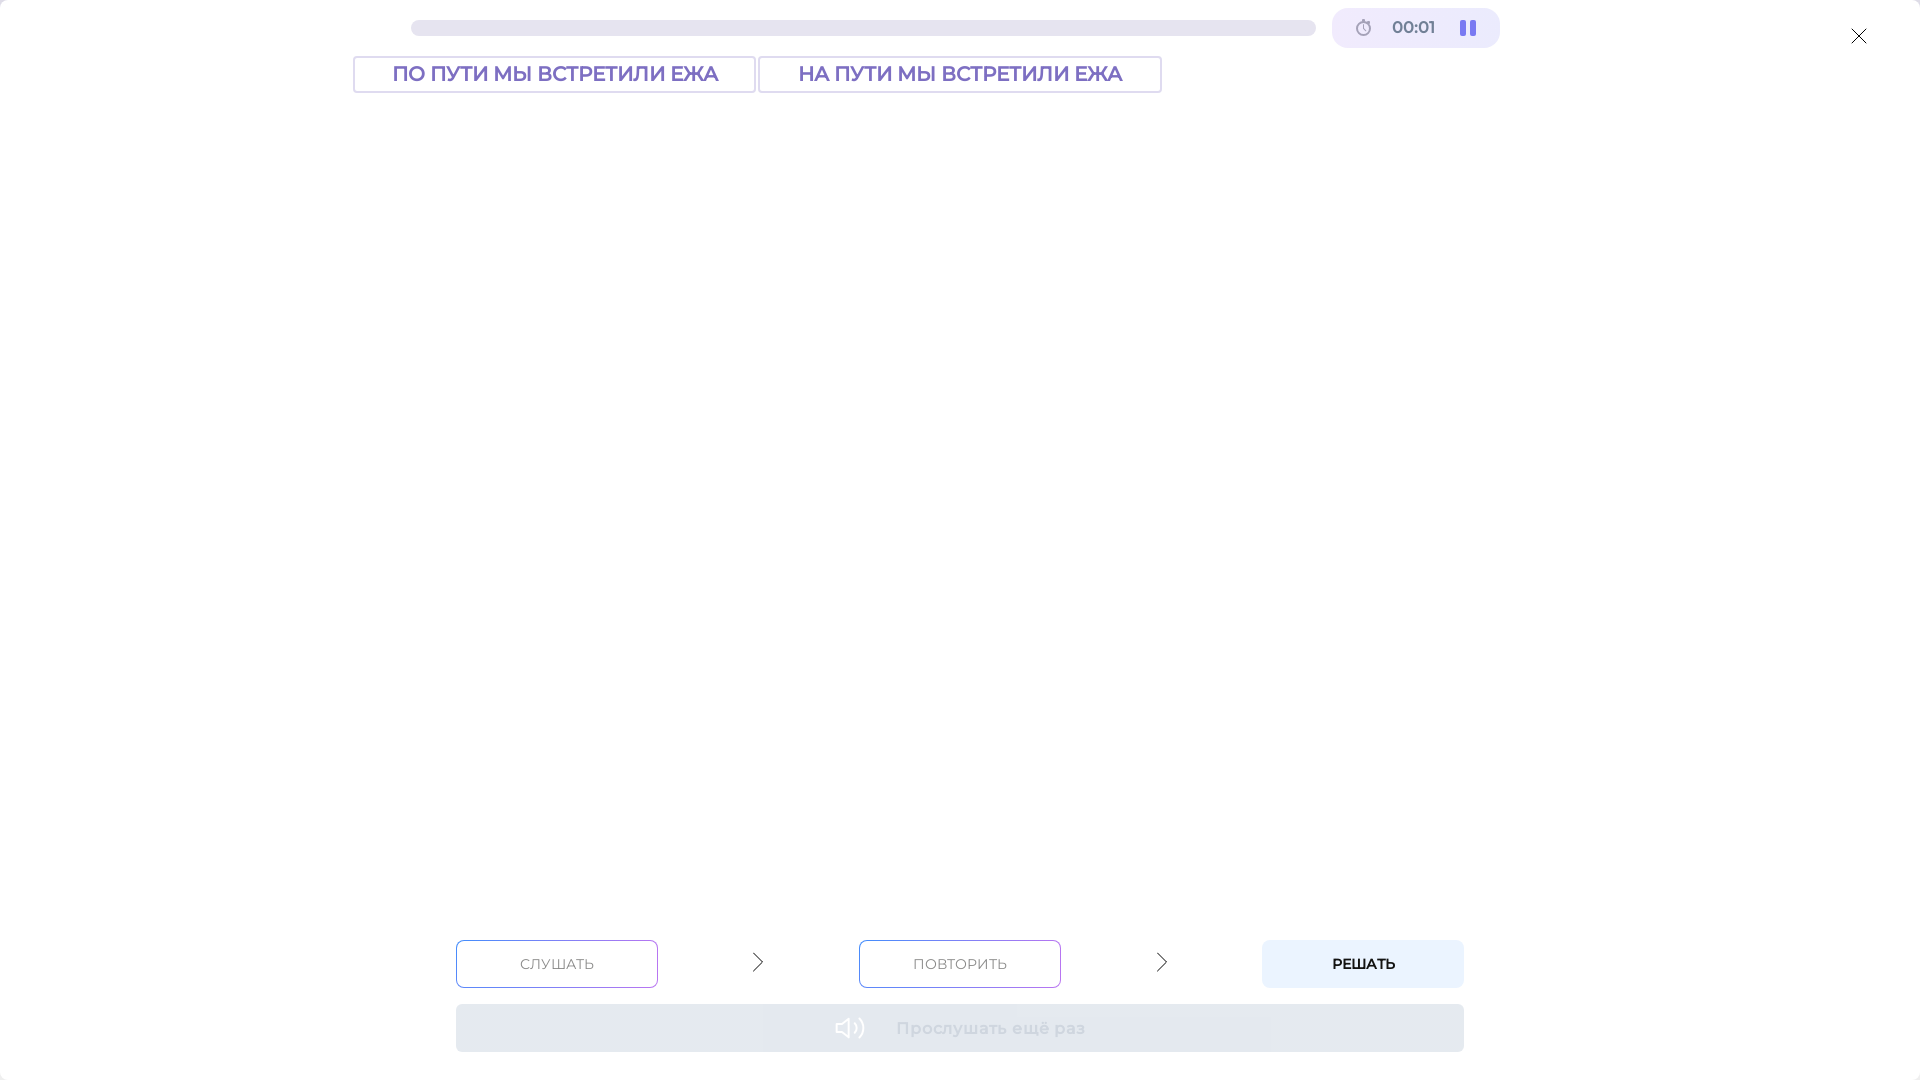 00:01
ПО ПУТИ МЫ ВСТРЕТИЛИ ЕЖА
НА ПУТИ МЫ ВСТРЕТИЛИ ЕЖА
СЛУШАТЬ
ПОВТОРИТЬ
РЕШАТЬ
Прослушать ещё раз